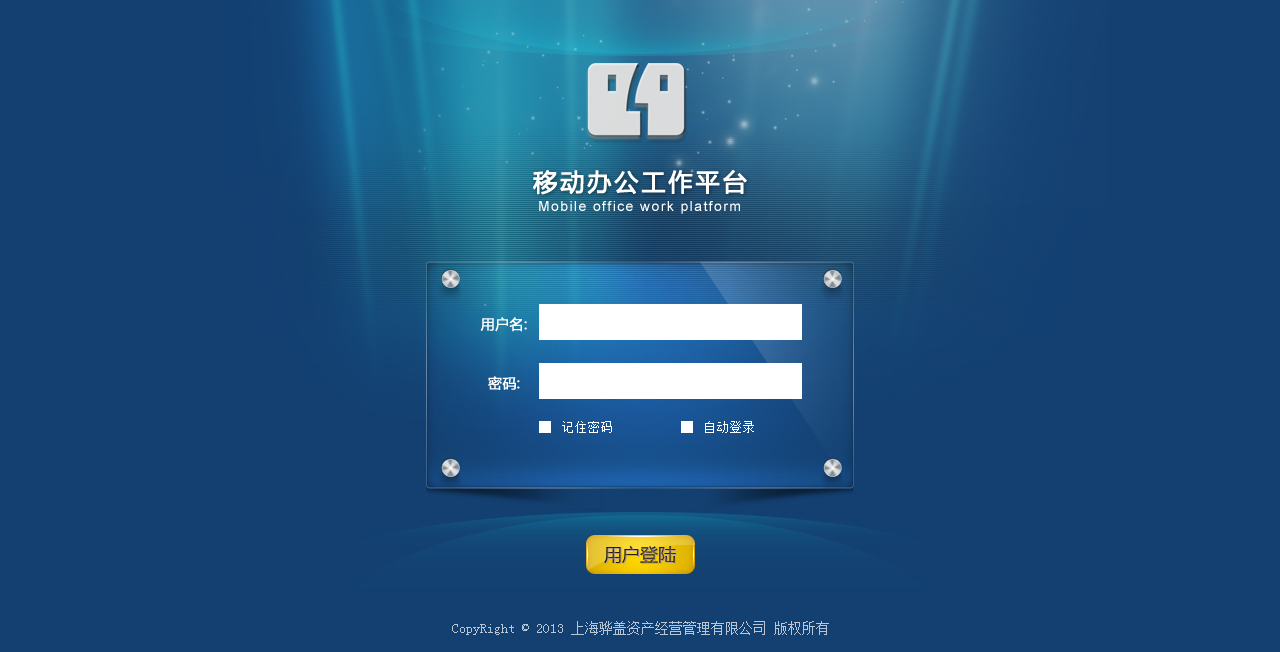 移动办公工作平台
Mobile office work platform
用户名:
密码:
记住密码 自动登录
用户登陆
CopyRight © 2013 上海骅盖资产经营管理有限公司 版权所有